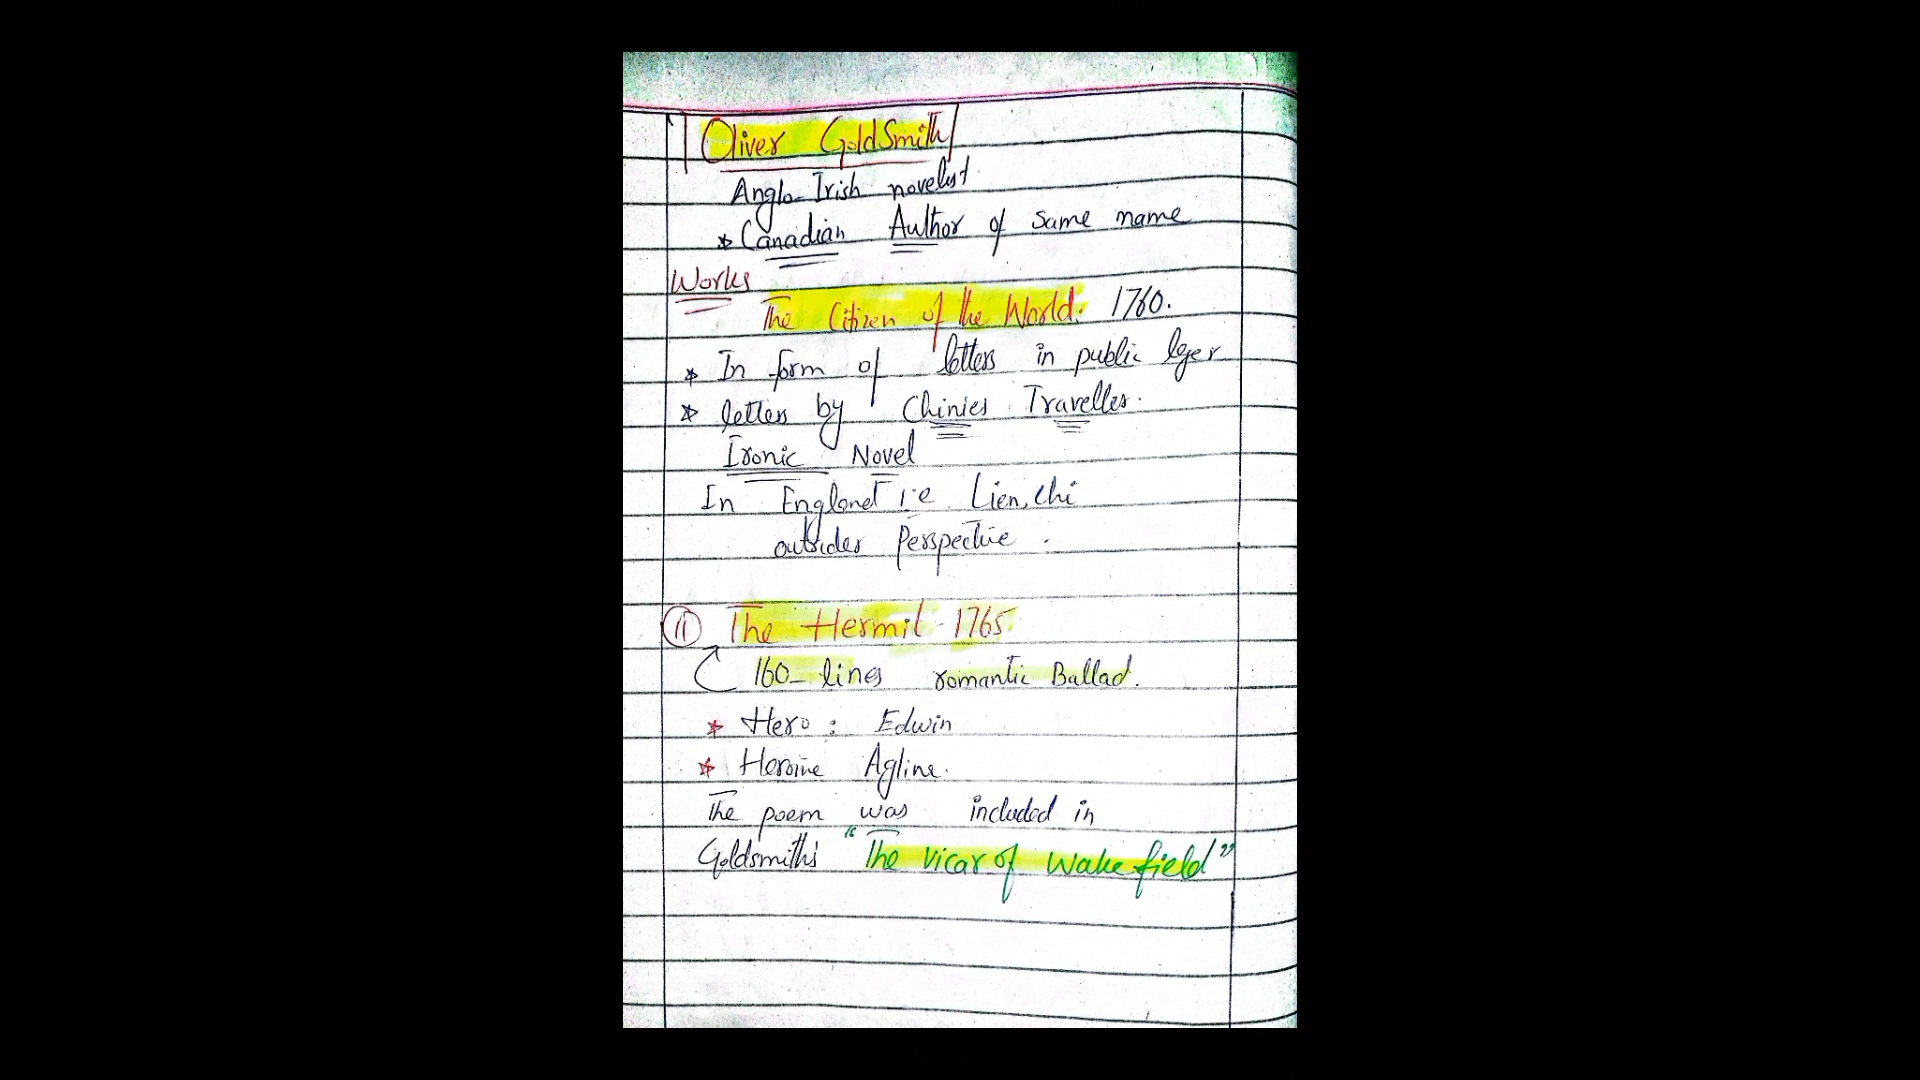 Oliver GoldSmith
Anglo-Irish novelist
* Canadian Author of same name
Works
The Citizen of the World. 1760.
* In form of letters in public lger
* letters by Chinies Traveller.
Ironic Novel
In England i.e Lien, Chi
outsider Perspective.
(ii) The Hermit 1765
160-lines romantic Ballad.
* Hero: Edwin
* Heroine Agline.
The poem was included in
Goldsmith's "The vicar of Wakefield"